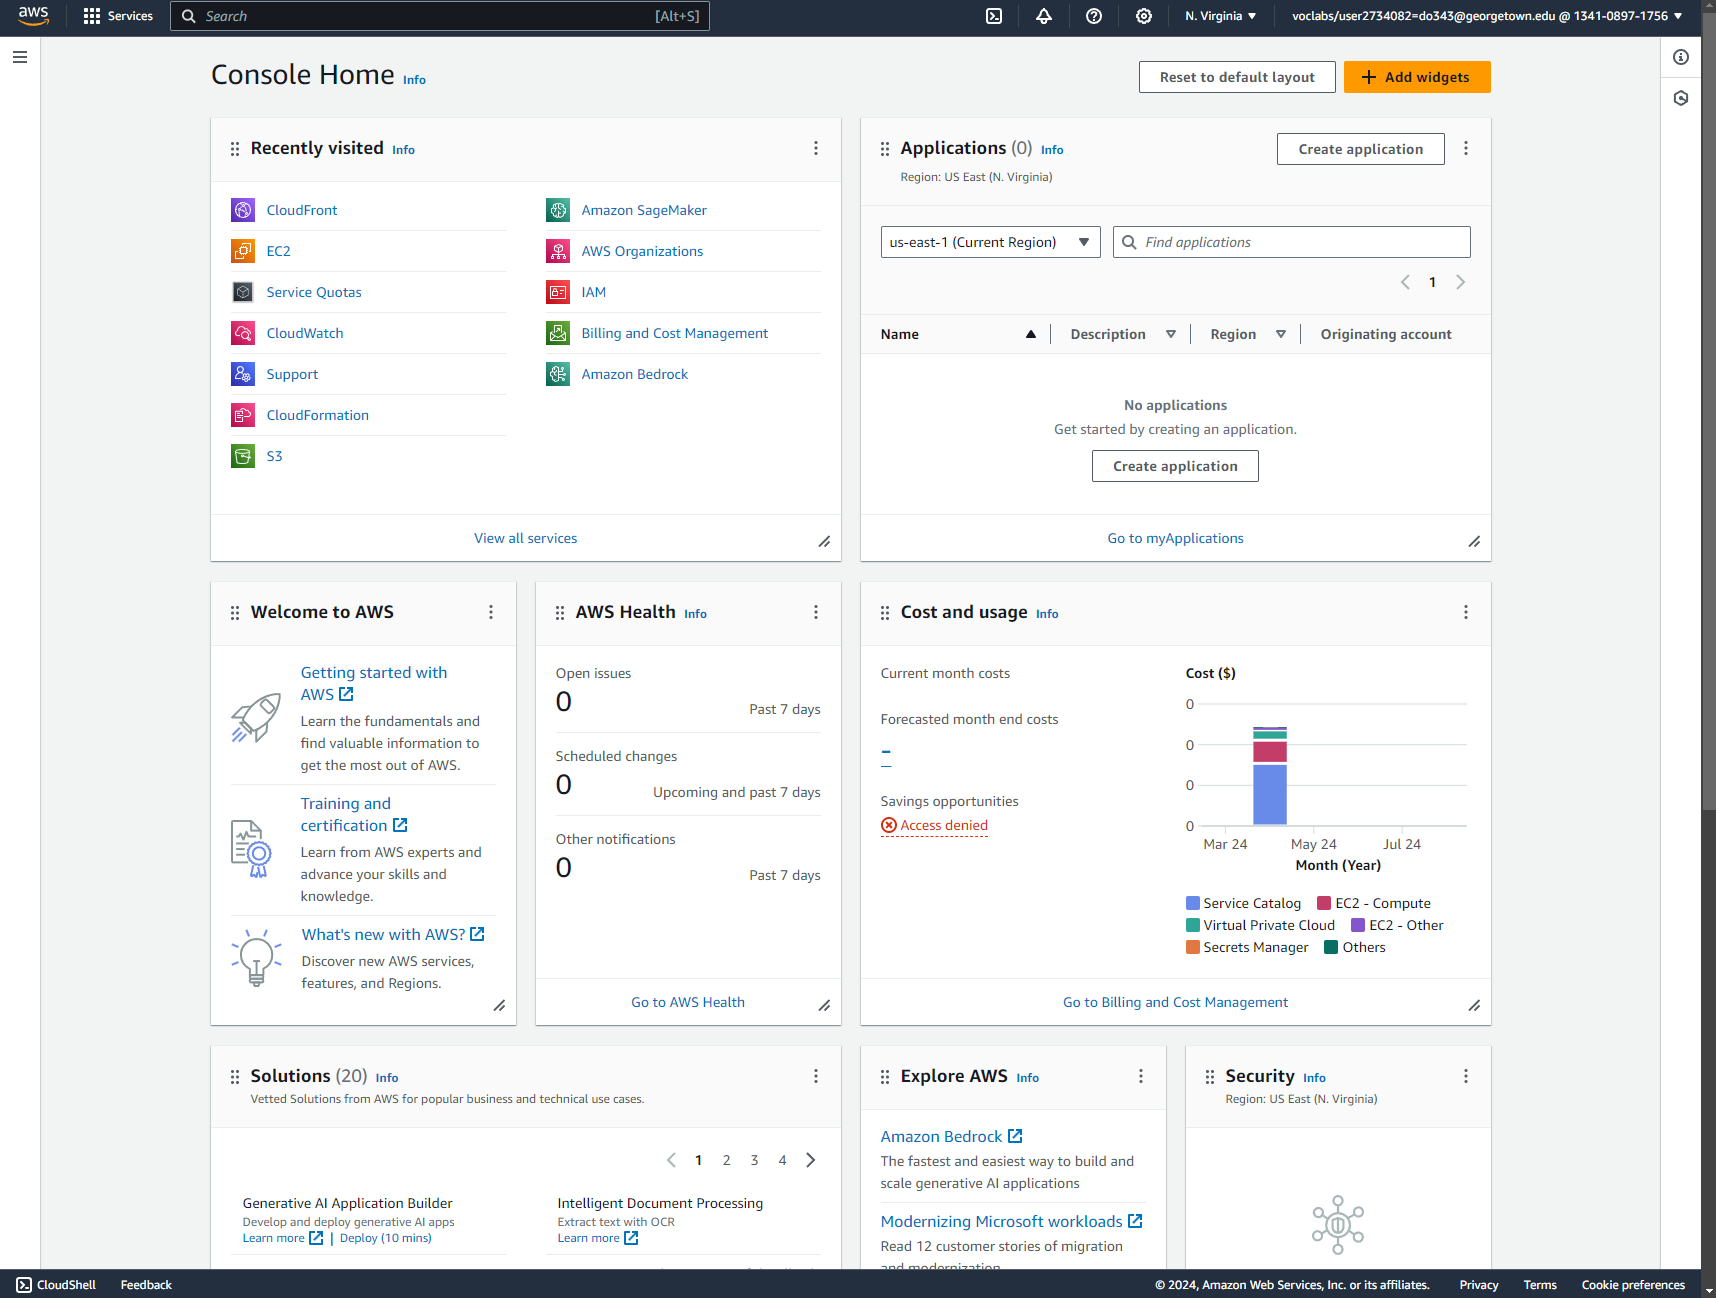 aws
Services
Search
[Alt+S]
N. Virginia
voclabs/user2734082=do343@georgetown.edu @ 1341-0897-1756
Console Home Info
Reset to default layout
Add widgets
Recently visited Info
CloudFront
EC2
Service Quotas
CloudWatch
Support
CloudFormation
S3
Amazon SageMaker
AWS Organizations
IAM
Billing and Cost Management
Amazon Bedrock
View all services
Applications (0) Info
Region: US East (N. Virginia)
Create application
us-east-1 (Current Region)
Find applications
1
Name
Description
Region
Originating account
No applications
Get started by creating an application.
Create application
Go to myApplications
Welcome to AWS
Getting started with
AWS
Learn the fundamentals and
find valuable information to
get the most out of AWS.
Training and
certification
Learn from AWS experts and
advance your skills and
knowledge.
What's new with AWS?
Discover new AWS services,
features, and Regions.
AWS Health Info
Open issues
0
Past 7 days
Scheduled changes
0
Upcoming and past 7 days
Other notifications
0
Past 7 days
Go to AWS Health
Cost and usage Info
Current month costs
Forecasted month end costs
–
Savings opportunities
Access denied
Cost ($)
0
0
0
0
Mar 24 May 24 Jul 24
Month (Year)
Service Catalog EC2 - Compute
Virtual Private Cloud EC2 - Other
Secrets Manager Others
Go to Billing and Cost Management
Solutions (20) Info
Vetted Solutions from AWS for popular business and technical use cases.
1 2 3 4
Generative AI Application Builder
Develop and deploy generative AI apps
Learn more | Deploy (10 mins)
Intelligent Document Processing
Extract text with OCR
Learn more
Explore AWS Info
Amazon Bedrock
The fastest and easiest way to build and
scale generative AI applications
Modernizing Microsoft workloads
Read 12 customer stories of migration
and modernization
Security Info
Region: US East (N. Virginia)
CloudShell
Feedback
© 2024, Amazon Web Services, Inc. or its affiliates.
Privacy
Terms
Cookie preferences